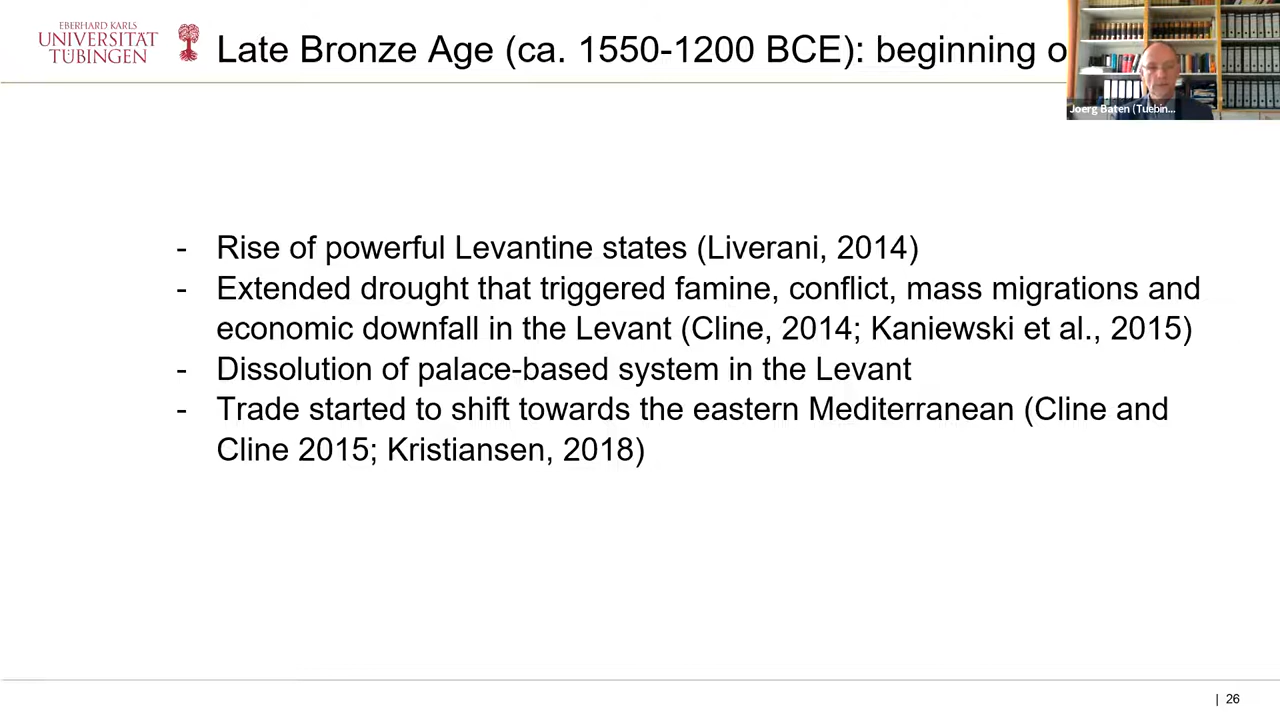 EBERHARD KARLS
UNIVERSITÄT
TÜBINGEN
Late Bronze Age (ca. 1550-1200 BCE): beginning o
Joerg Baten (Tuebin...
- Rise of powerful Levantine states (Liverani, 2014)
- Extended drought that triggered famine, conflict, mass migrations and
economic downfall in the Levant (Cline, 2014; Kaniewski et al., 2015)
- Dissolution of palace-based system in the Levant
- Trade started to shift towards the eastern Mediterranean (Cline and
Cline 2015; Kristiansen, 2018)
| 26